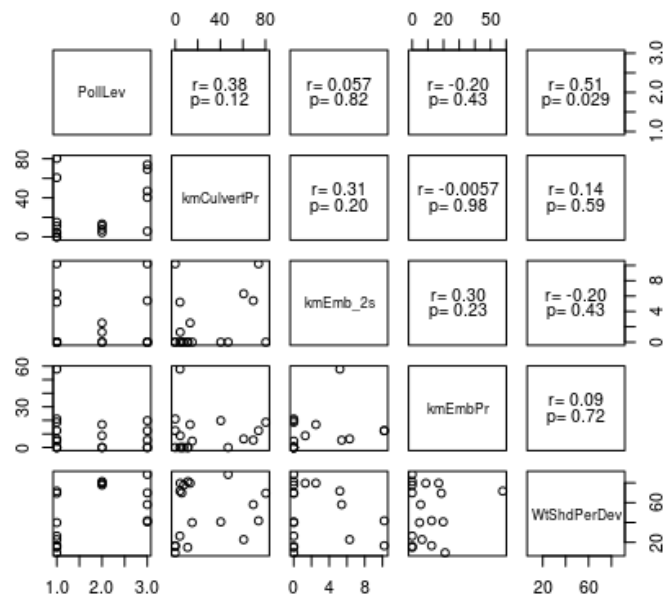 0 40 80 0 20 40 60
PollLev
r= 0.38
p= 0.12
r= 0.057
p= 0.82
r= -0.20
p= 0.43
r= 0.51
p= 0.029
1.0 2.0 3.0
0 40 80
kmCulvertPr
r= 0.31
p= 0.20
r= -0.0057
p= 0.98
r= 0.14
p= 0.59
kmEmb_2s
r= 0.30
p= 0.23
r= -0.20
p= 0.43
0 4 8
0 30 60
kmEmbPr
r= 0.09
p= 0.72
WtShdPerDev
20 60
1.0 2.0 3.0 0 4 8 20 60